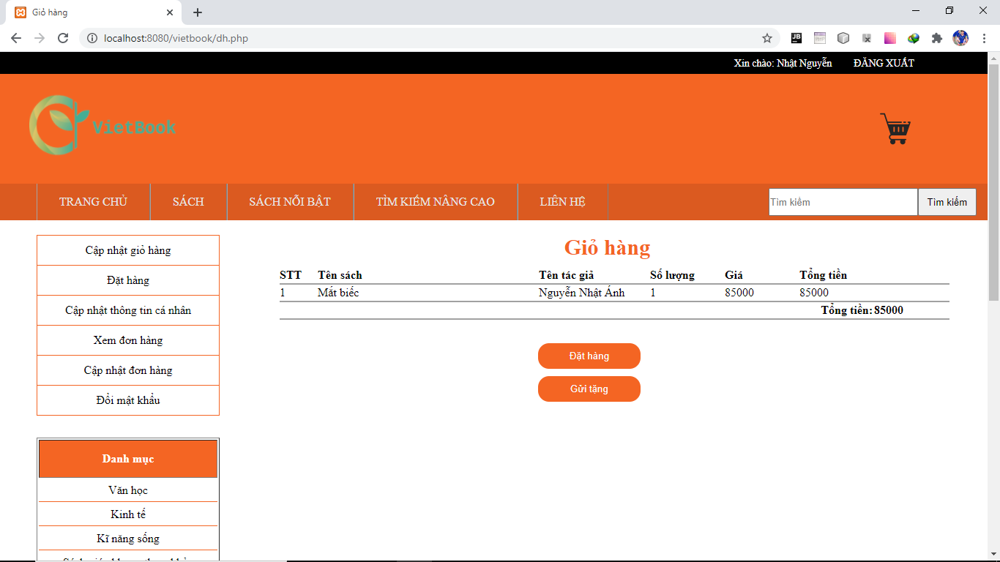 Giỏ hàng
localhost:8080/vietbook/dh.php
Xin chào: Nhật Nguyễn ĐĂNG XUẤT
VietBook
TRANG CHỦ SÁCH SÁCH NỖI BẬT TÌM KIẾM NÂNG CAO LIÊN HỆ Tìm kiếm Tìm kiếm
Cập nhật giỏ hàng
Đặt hàng
Cập nhật thông tin cá nhân
Xem đơn hàng
Cập nhật đơn hàng
Đổi mật khẩu
Danh mục
Văn học
Kinh tế
Kĩ năng sống
Giỏ hàng
STT Tên sách Tên tác giả Số lượng Giá Tổng tiền
1 Mắt biếc Nguyễn Nhật Ánh 1 85000 85000
Tổng tiền: 85000
Đặt hàng
Gửi tặng